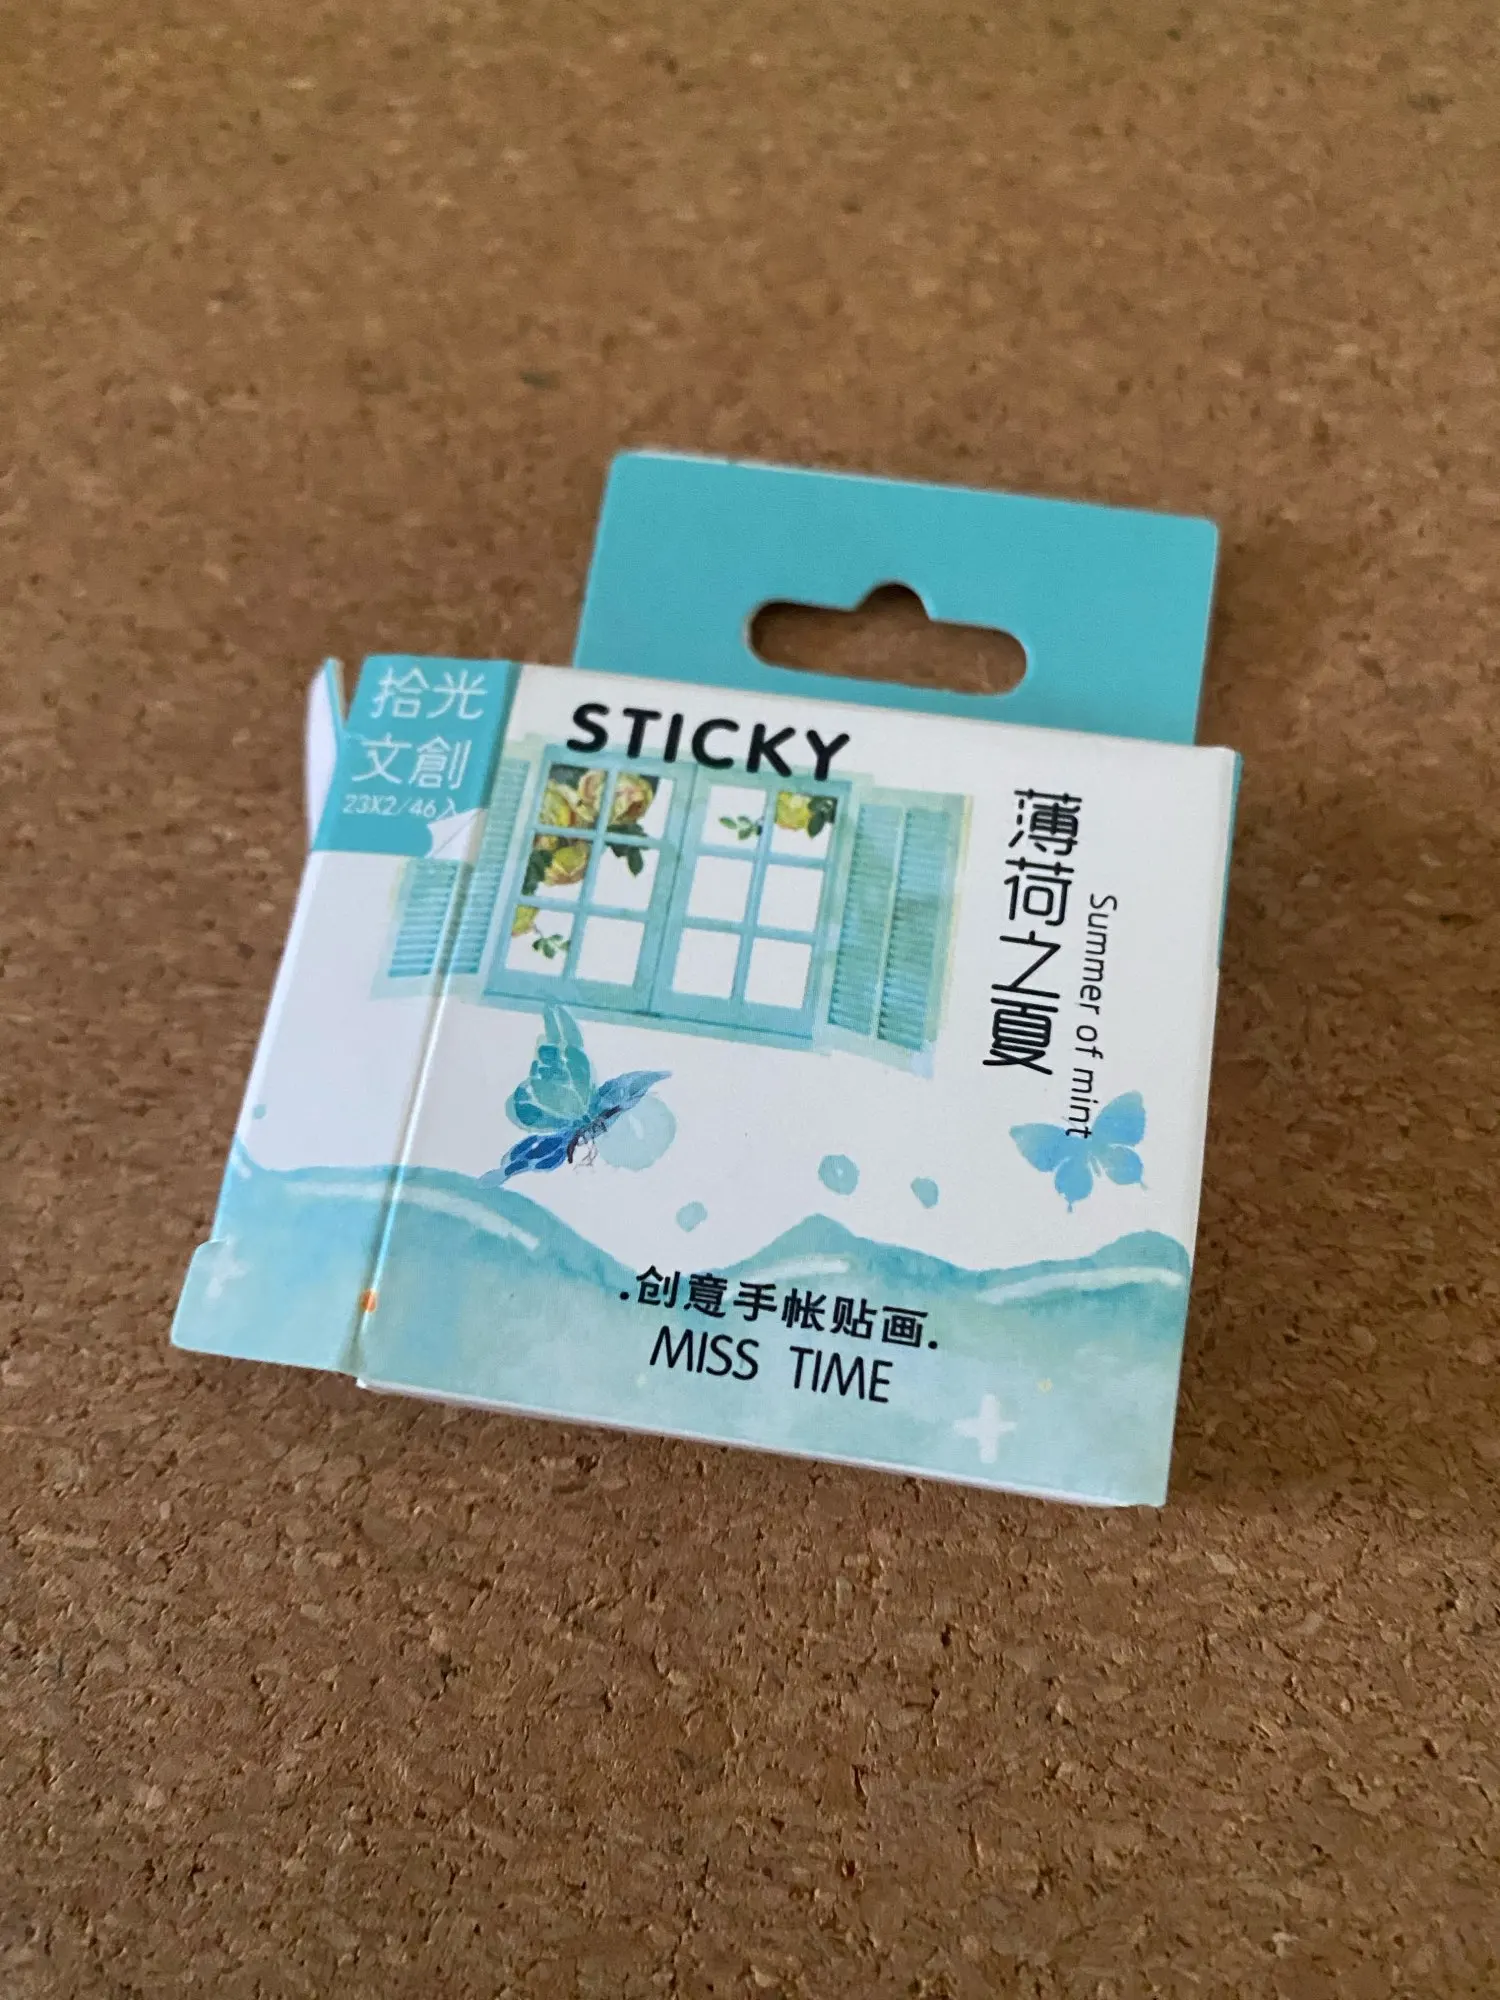 拾光
文創
23X2/46入
STICKY
薄荷之夏
Summer of mint
.创意手帐贴画.
MISS TIME